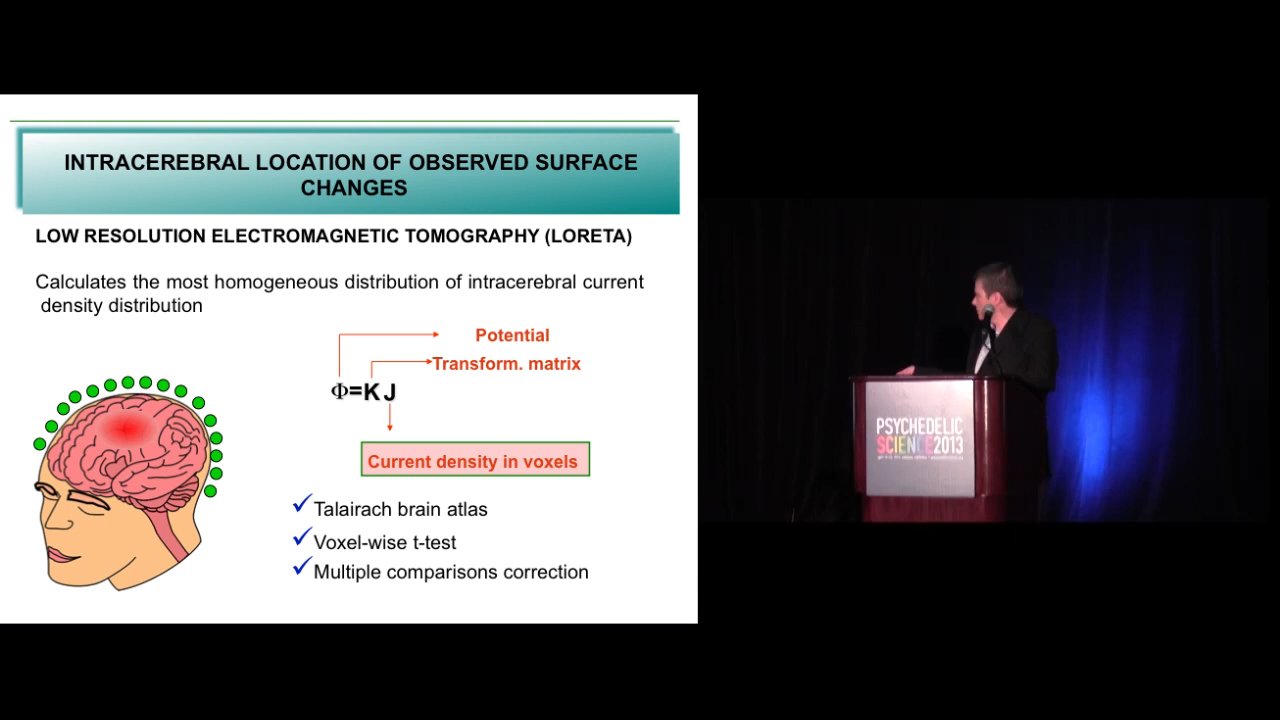 INTRACEREBRAL LOCATION OF OBSERVED SURFACE
CHANGES
LOW RESOLUTION ELECTROMAGNETIC TOMOGRAPHY (LORETA)
Calculates the most homogeneous distribution of intracerebral current
density distribution
Potential
Transform. matrix
Φ=KJ
Current density in voxels
✓Talairach brain atlas
✓Voxel-wise t-test
✓Multiple comparisons correction
PSYCHEDELIC
SCIENCE2013